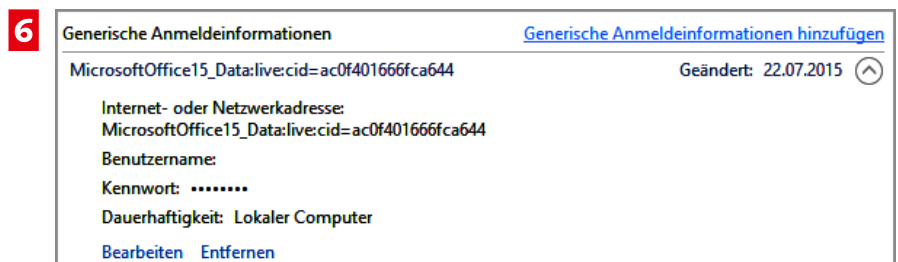 6
Generische Anmeldeinformationen Generische Anmeldeinformationen hinzufügen
MicrosoftOffice15_Data:live:cid=ac0f401666fca644 Geändert: 22.07.2015
Internet- oder Netzwerkadresse:
MicrosoftOffice15_Data:live:cid=ac0f401666fca644
Benutzername:
Kennwort: ••••••••
Dauerhaftigkeit: Lokaler Computer
Bearbeiten Entfernen